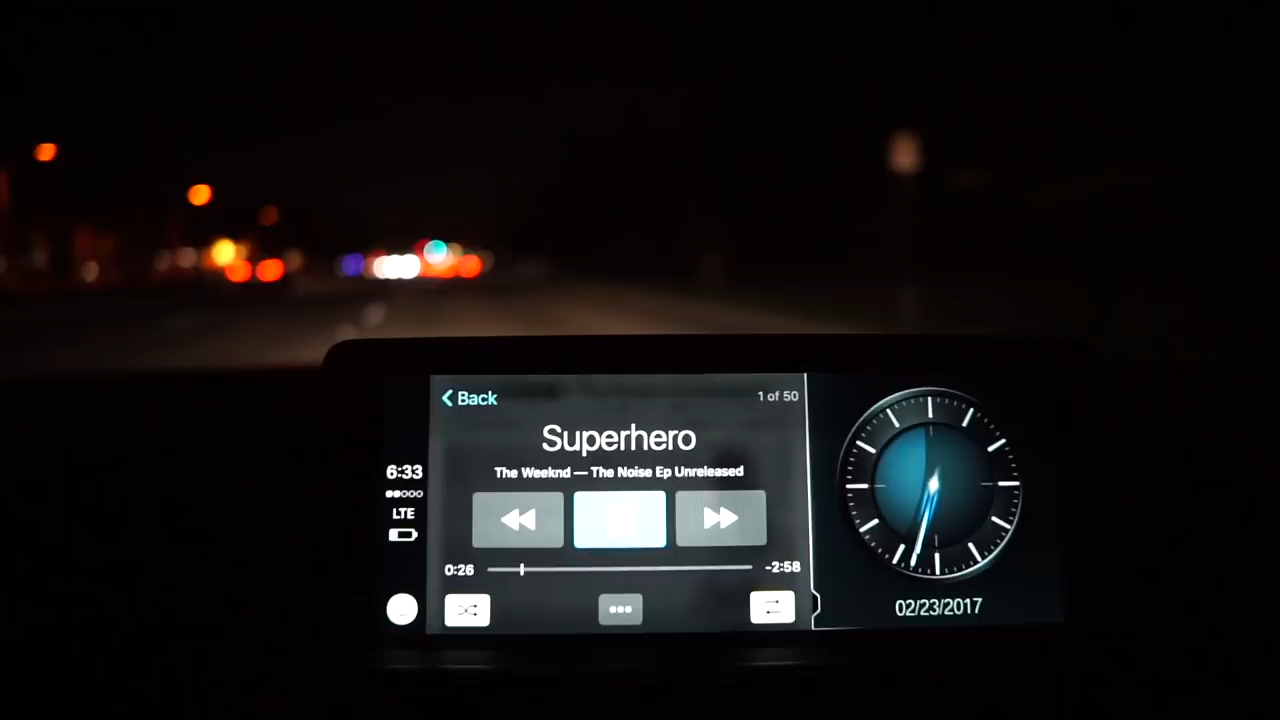 Back
1 of 50
Superhero
The Weeknd — The Noise Ep Unreleased
6:33
LTE
0:26
-2:58
02/23/2017